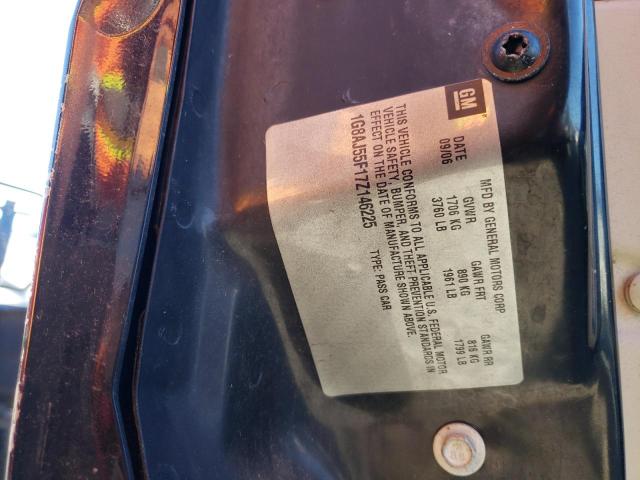 GM
MFD BY GENERAL MOTORS CORP
DATE GVWR GAWR FRT GAWR RR
09/06 1706 KG 890 KG 816 KG
3760 LB 1961 LB 1799 LB
THIS VEHICLE CONFORMS TO ALL APPLICABLE U.S. FEDERAL MOTOR
VEHICLE SAFETY, BUMPER, AND THEFT PREVENTION STANDARDS IN
EFFECT ON THE DATE OF MANUFACTURE SHOWN ABOVE.
1G8AJ55F17Z146225 TYPE: PASS CAR